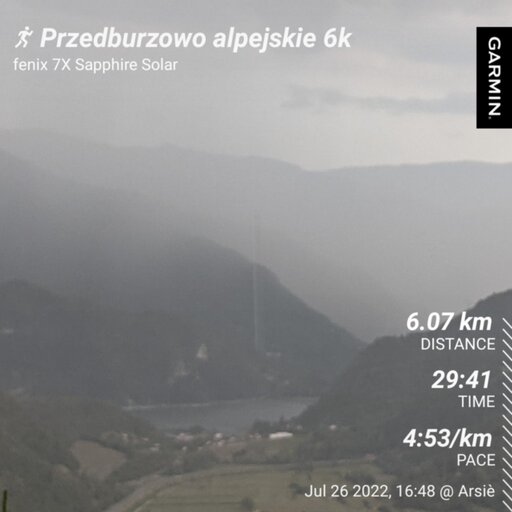 Przedburzowo alpejskie 6k
fenix 7X Sapphire Solar
GARMIN.
6.07 km
DISTANCE
29:41
TIME
4:53/km
PACE
Jul 26 2022, 16:48 @ Arsiè